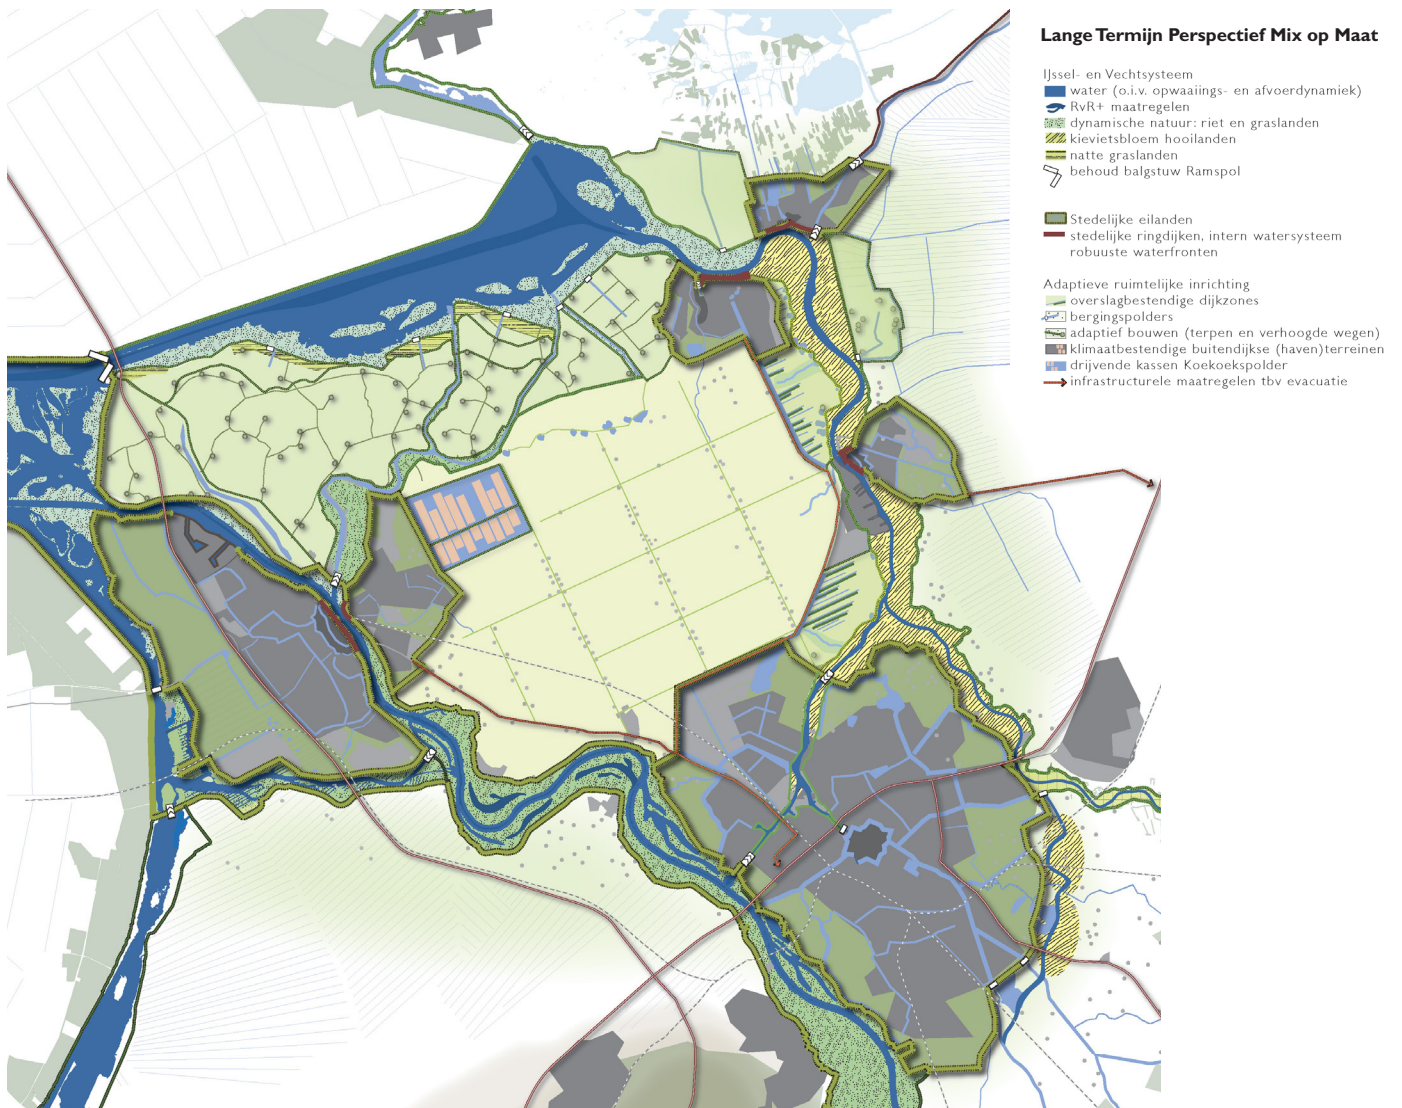 Lange Termijn Perspectief Mix op Maat
IJssel- en Vechtsysteem
water (o.i.v. opwaaiings- en afvoerdynamiek)
RvR+ maatregelen
dynamische natuur: riet en graslanden
kievietsbloem hooilanden
natte graslanden
behoud balgstuw Ramspol
Stedelijke eilanden
stedelijke ringdijken, intern watersysteem
robuuste waterfronten
Adaptieve ruimtelijke inrichting
overslagbestendige dijkzones
bergingspolders
adaptief bouwen (terpen en verhoogde wegen)
klimaatbestendige buitendijkse (haven)terreinen
drijvende kassen Koekoekspolder
infrastructurele maatregelen tbv evacuatie